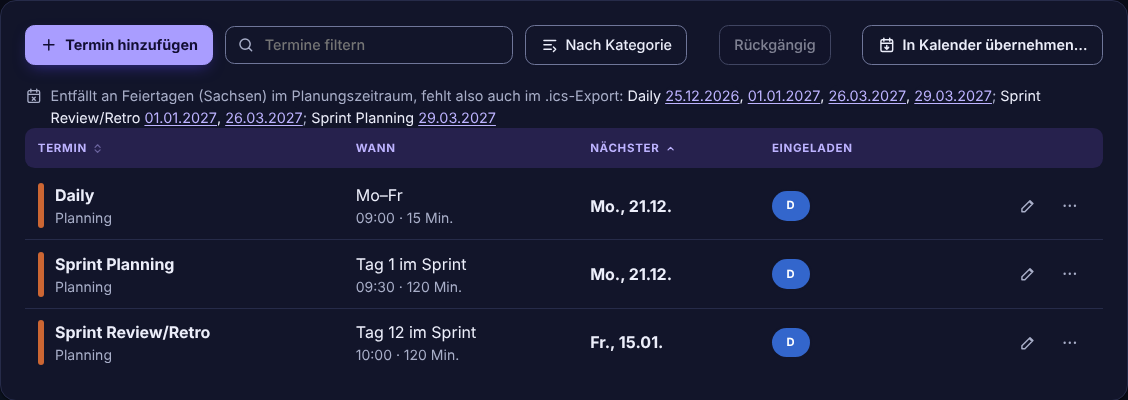 Termin hinzufügen Termine filtern Nach Kategorie Rückgängig In Kalender übernehmen...
Entfällt an Feiertagen (Sachsen) im Planungszeitraum, fehlt also auch im .ics-Export: Daily 25.12.2026, 01.01.2027, 26.03.2027, 29.03.2027; Sprint
Review/Retro 01.01.2027, 26.03.2027; Sprint Planning 29.03.2027
TERMIN WANN NÄCHSTER EINGELADEN
Daily Mo–Fr Mo., 21.12. D
Planning 09:00 · 15 Min.
Sprint Planning Tag 1 im Sprint Mo., 21.12. D
Planning 09:30 · 120 Min.
Sprint Review/Retro Tag 12 im Sprint Fr., 15.01. D
Planning 10:00 · 120 Min.